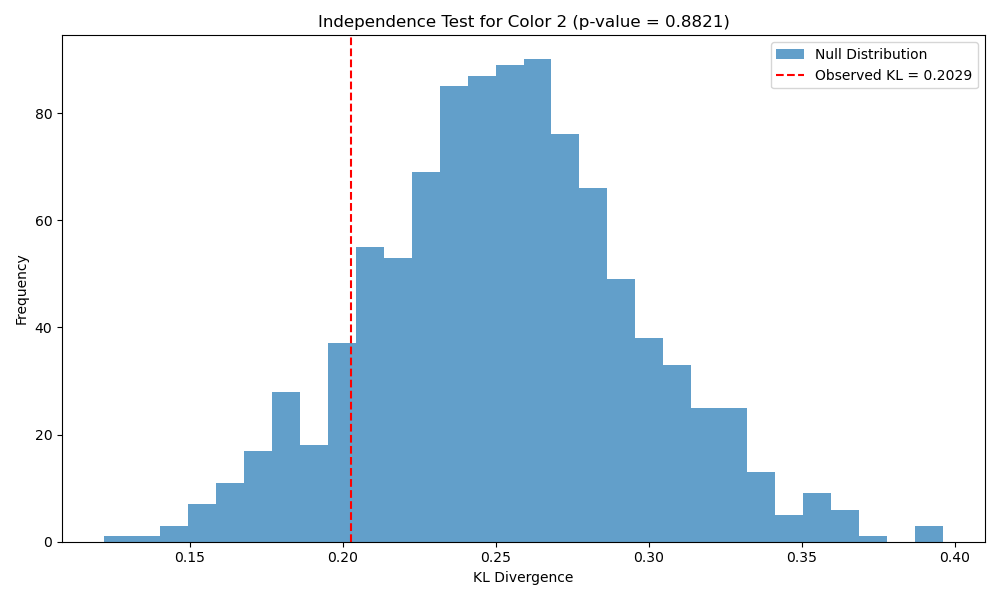 Independence Test for Color 2 (p-value = 0.8821)
Null Distribution
Observed KL = 0.2029
Frequency
80
60
40
20
0
0.15 0.20 0.25 0.30 0.35 0.40
KL Divergence